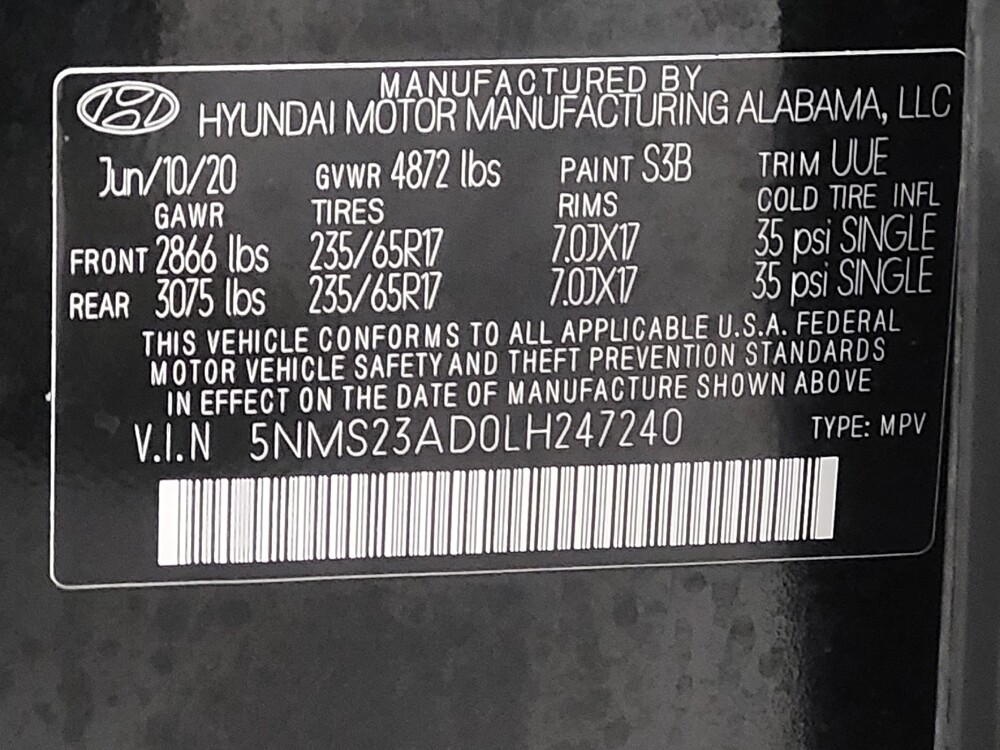 MANUFACTURED BY
HYUNDAI MOTOR MANUFACTURING ALABAMA, LLC
Jun/10/20 GVWR 4872 lbs PAINT S3B TRIM UUE
GAWR TIRES RIMS COLD TIRE INFL
FRONT 2866 lbs 235/65R17 7.0JX17 35 psi SINGLE
REAR 3075 lbs 235/65R17 7.0JX17 35 psi SINGLE
THIS VEHICLE CONFORMS TO ALL APPLICABLE U.S.A. FEDERAL
MOTOR VEHICLE SAFETY AND THEFT PREVENTION STANDARDS
IN EFFECT ON THE DATE OF MANUFACTURE SHOWN ABOVE
V.I.N 5NMS23AD0LH247240 TYPE: MPV